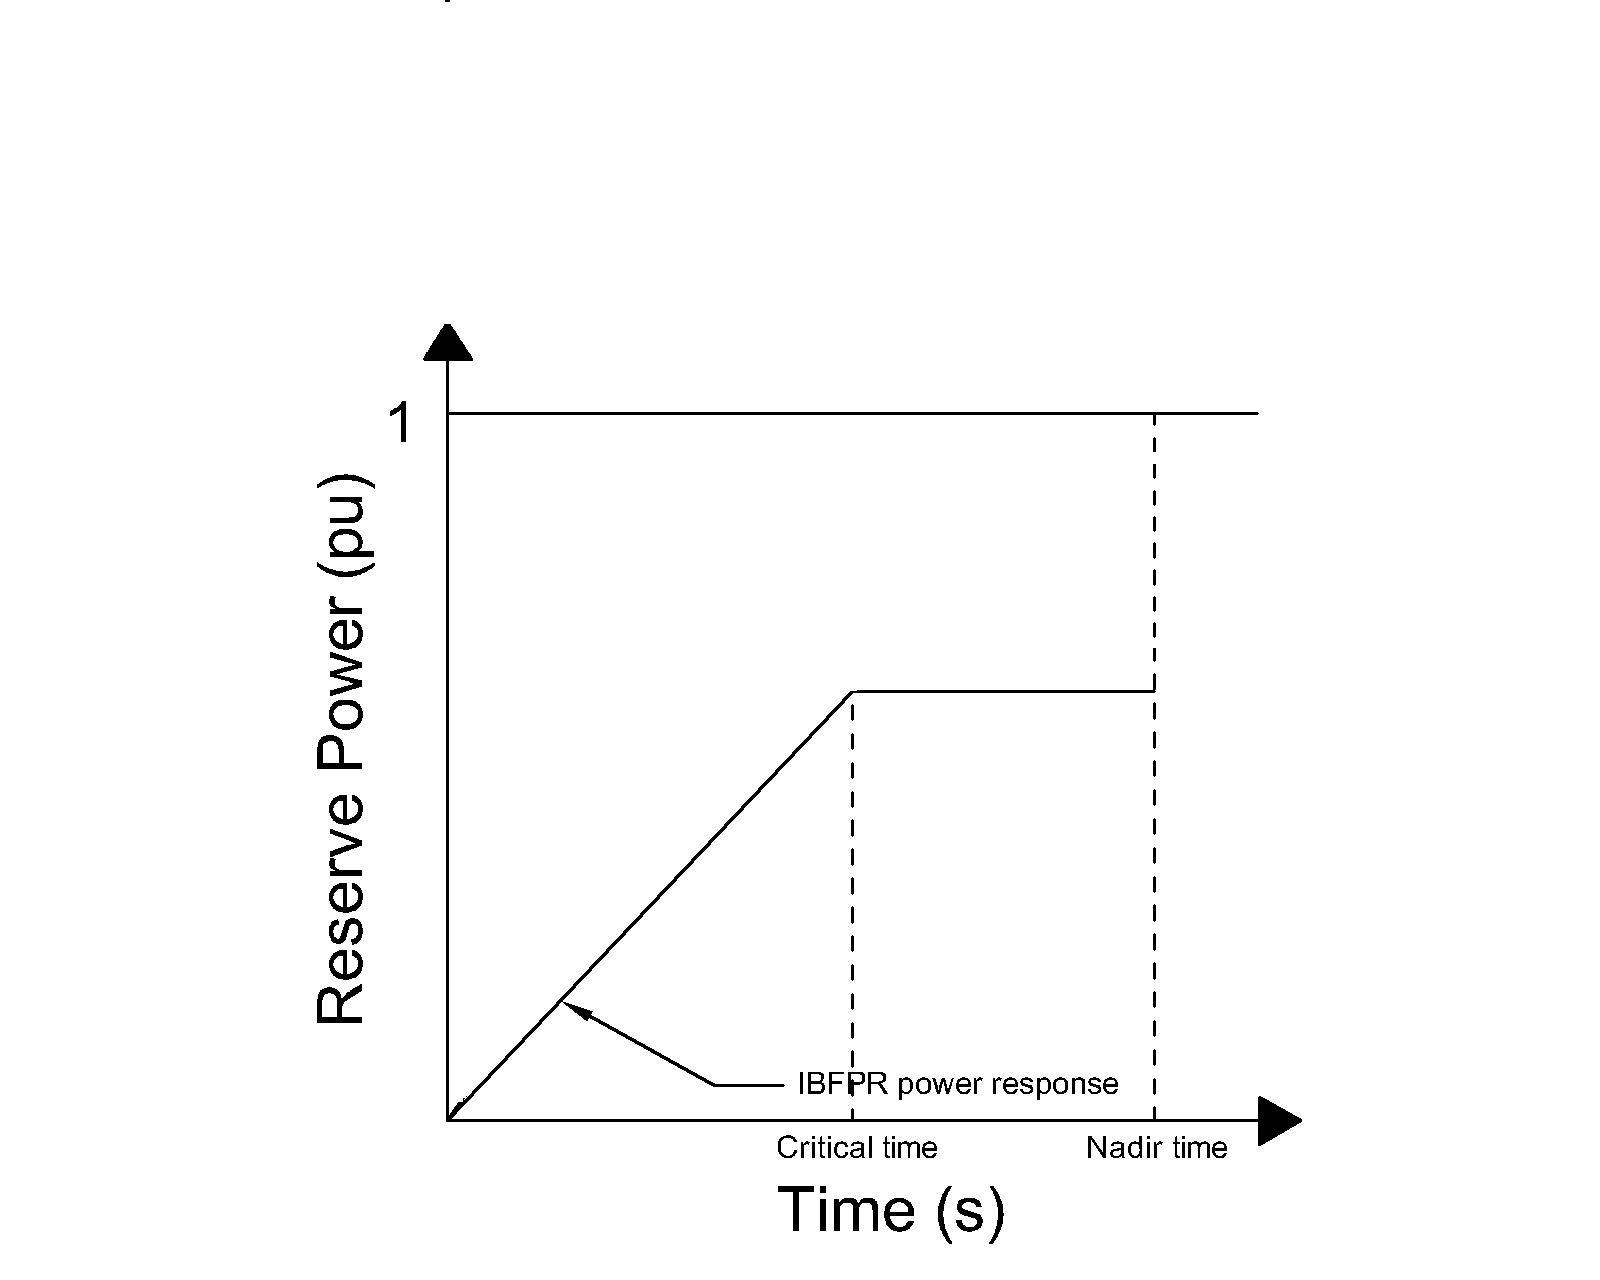 1
Reserve Power (pu)
IBFPR power response
Critical time
Nadir time
Time (s)